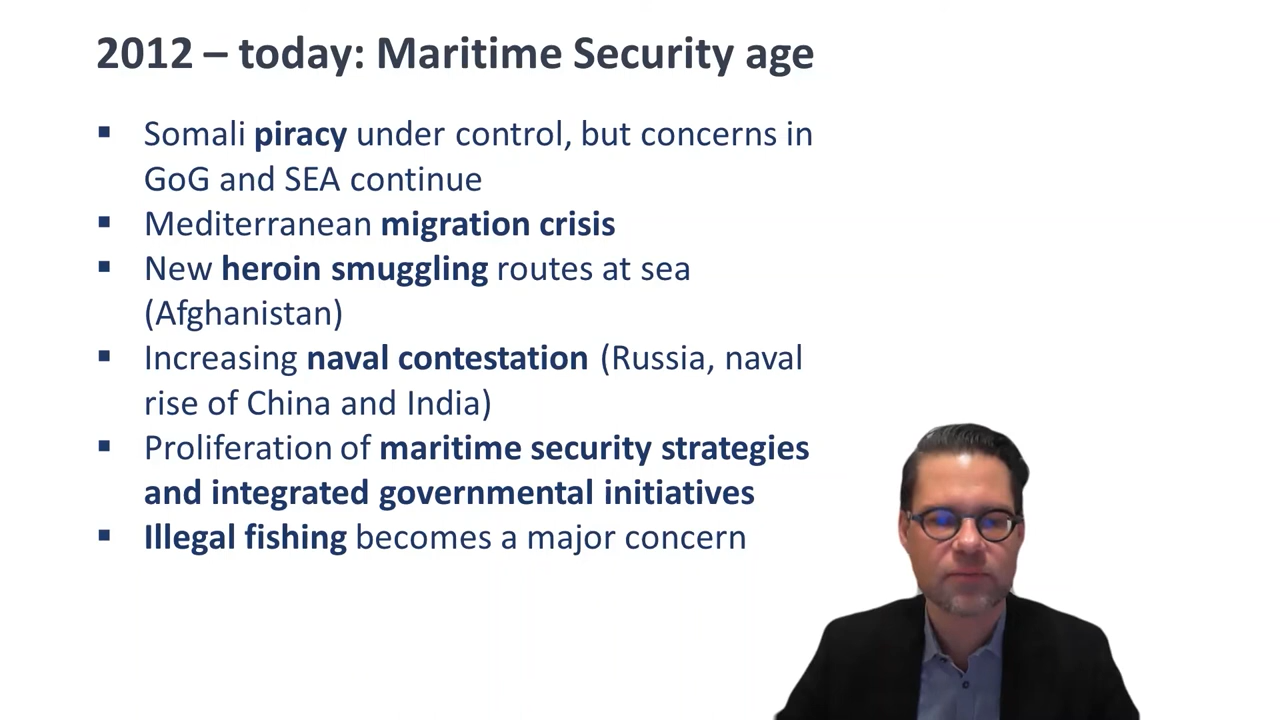 2012 – today: Maritime Security age
▪ Somali piracy under control, but concerns in
GoG and SEA continue
▪ Mediterranean migration crisis
▪ New heroin smuggling routes at sea
(Afghanistan)
▪ Increasing naval contestation (Russia, naval
rise of China and India)
▪ Proliferation of maritime security strategies
and integrated governmental initiatives
▪ Illegal fishing becomes a major concern